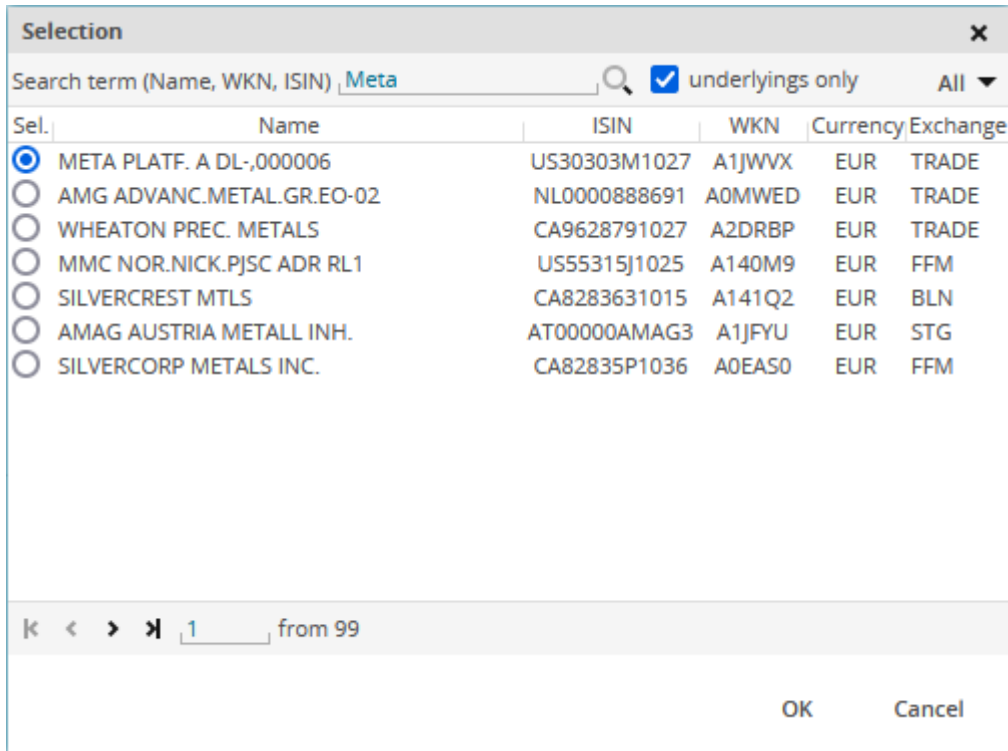 Selection
Search term (Name, WKN, ISIN) Meta underlyings only All
Sel. Name ISIN WKN Currency Exchange
META PLATF. A DL-,000006 US30303M1027 A1JWVX EUR TRADE
AMG ADVANC.METAL.GR.EO-02 NL0000888691 A0MWED EUR TRADE
WHEATON PREC. METALS CA9628791027 A2DRBP EUR TRADE
MMC NOR.NICK.PJSC ADR RL1 US55315J1025 A140M9 EUR FFM
SILVERCREST MTLS CA8283631015 A141Q2 EUR BLN
AMAG AUSTRIA METALL INH. AT00000AMAG3 A1JFYU EUR STG
SILVERCORP METALS INC. CA82835P1036 A0EAS0 EUR FFM
1 from 99
OK Cancel